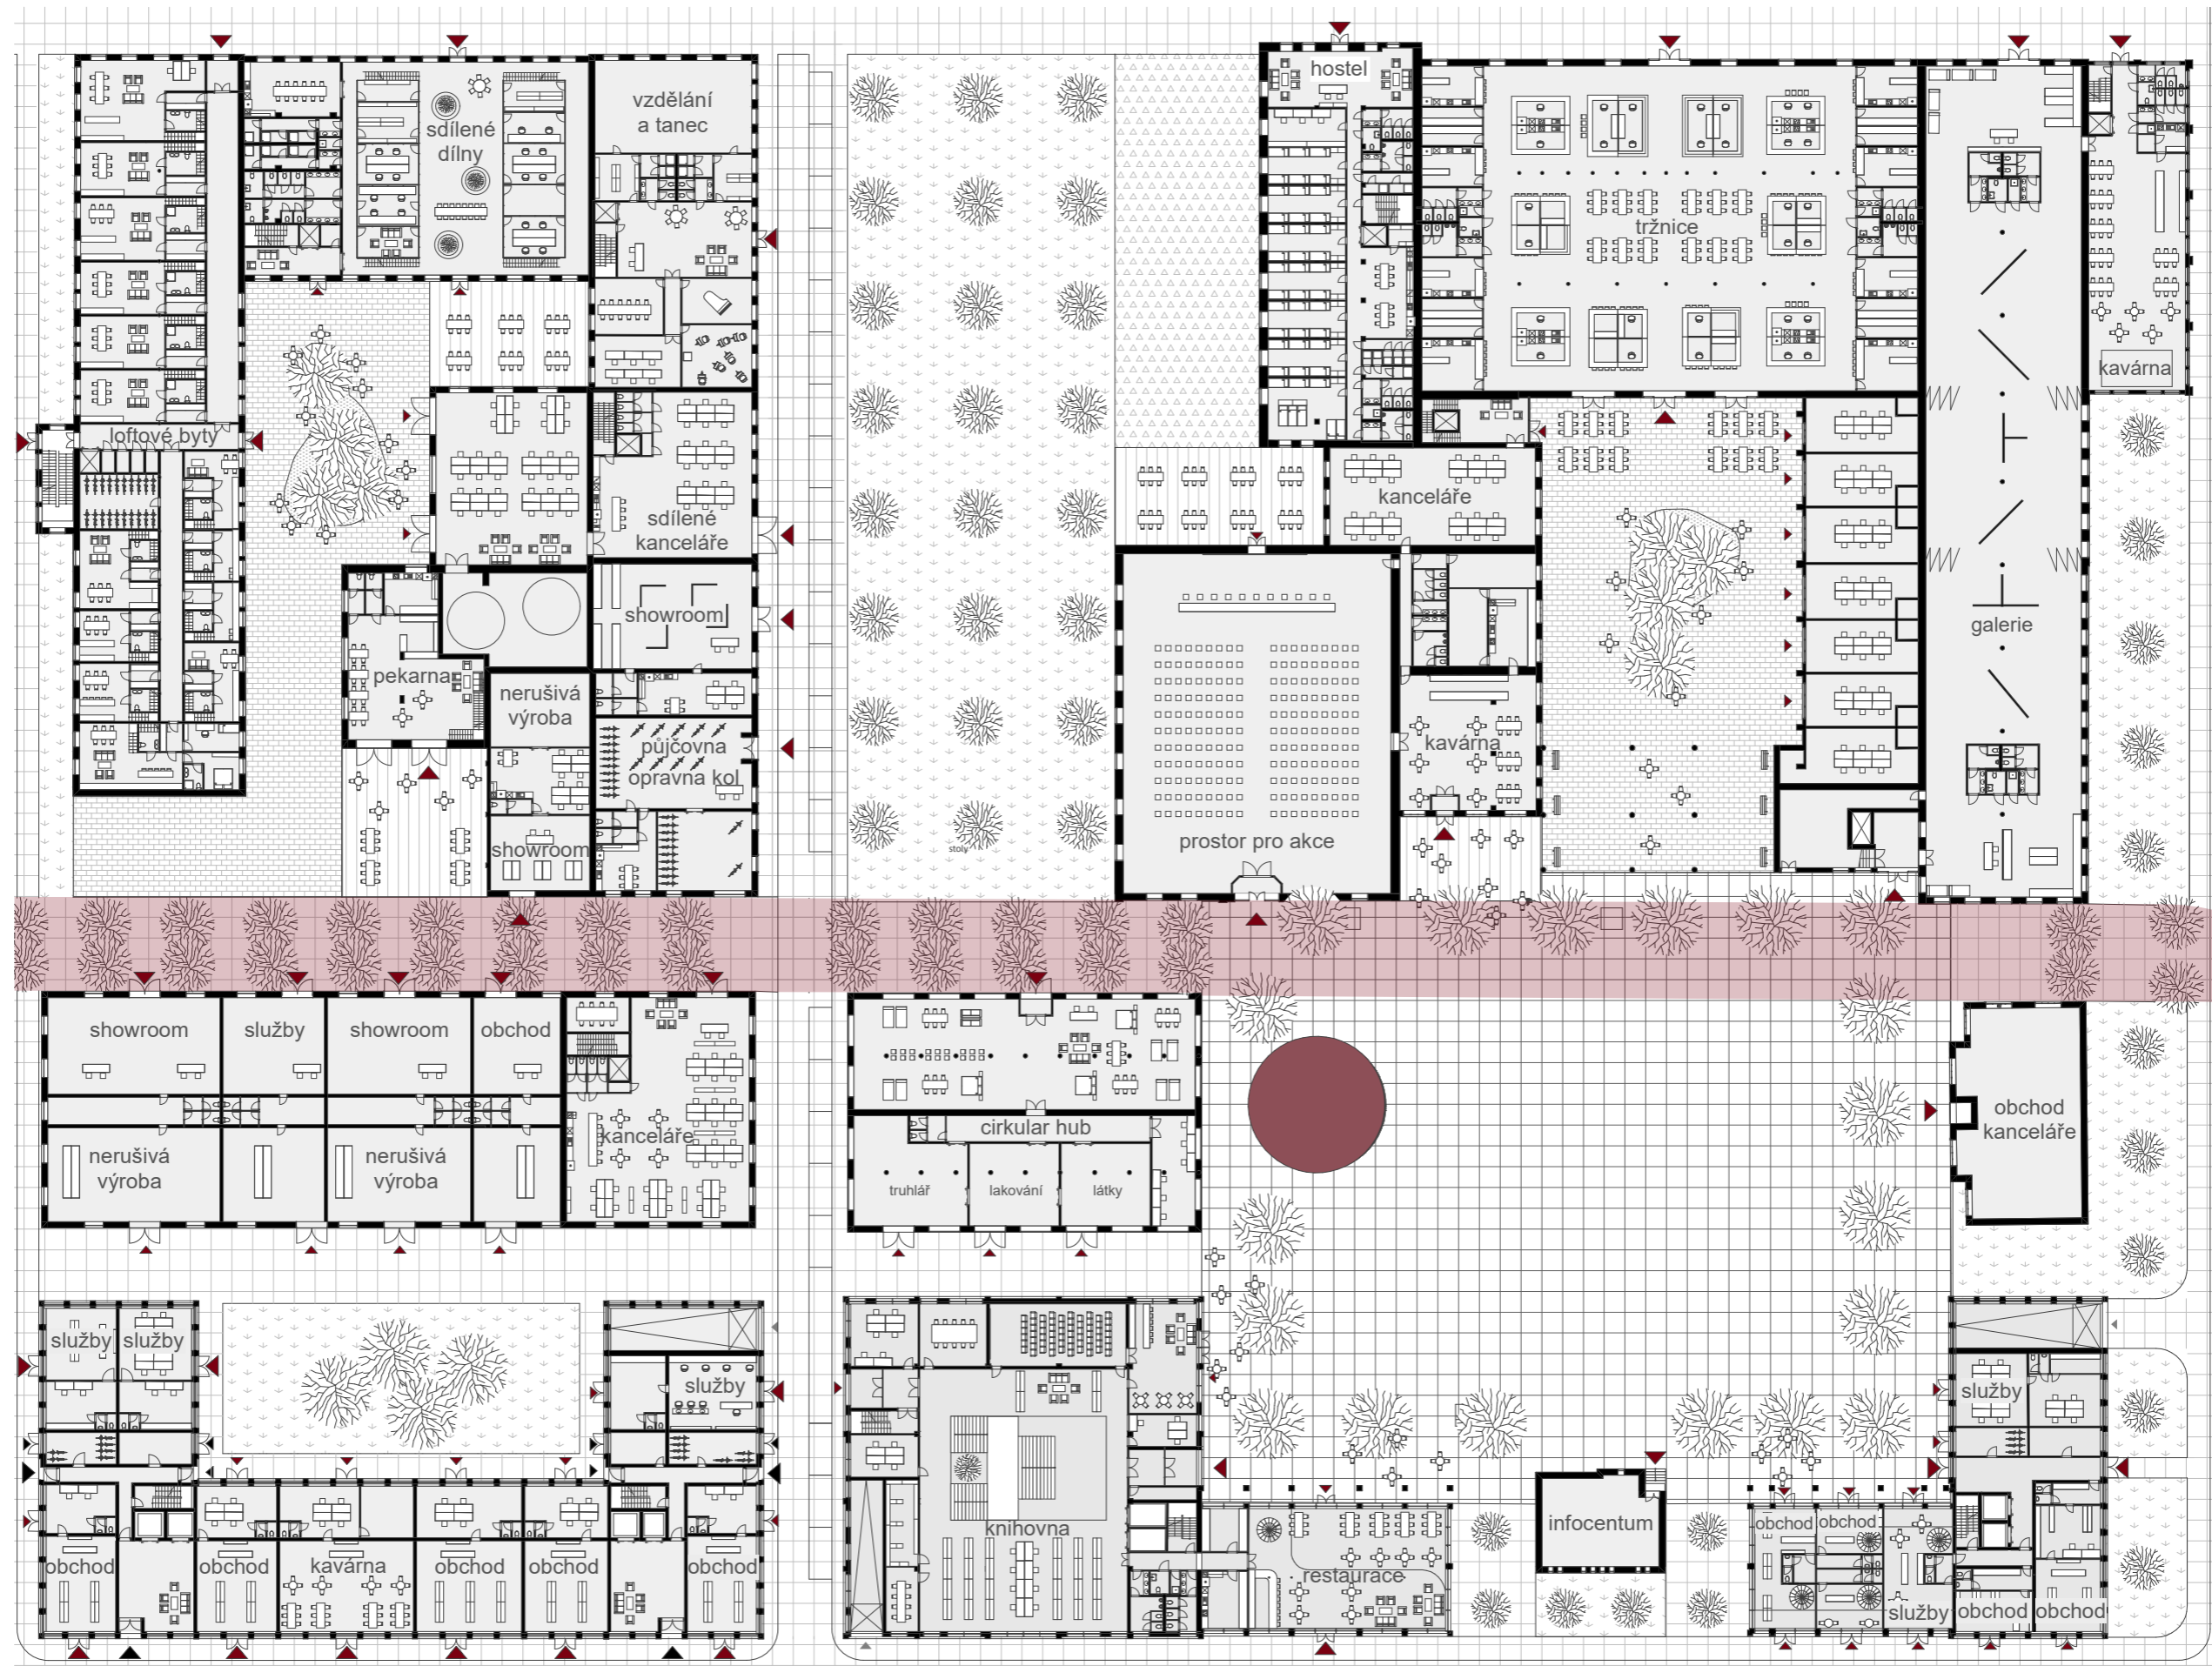 hostel
vzdělání
a tanec
sdílené
dílny
tržnice
kavárna
loftové byty
sdílené
kanceláře
kanceláře
showroom
galerie
pekarna
nerušivá
výroba
půjčovna
opravna kol
kavárna
showroom
prostor pro akce
stoly
showroom
služby
showroom
obchod
kanceláře
cirkular hub
obchod
kanceláře
nerušivá
výroba
nerušivá
výroba
truhlář
lakování
látky
služby
služby
služby
služby
knihovna
infocentum
obchod
obchod
obchod
obchod
kavárna
obchod
obchod
obchod
restaurace
služby
obchod
obchod